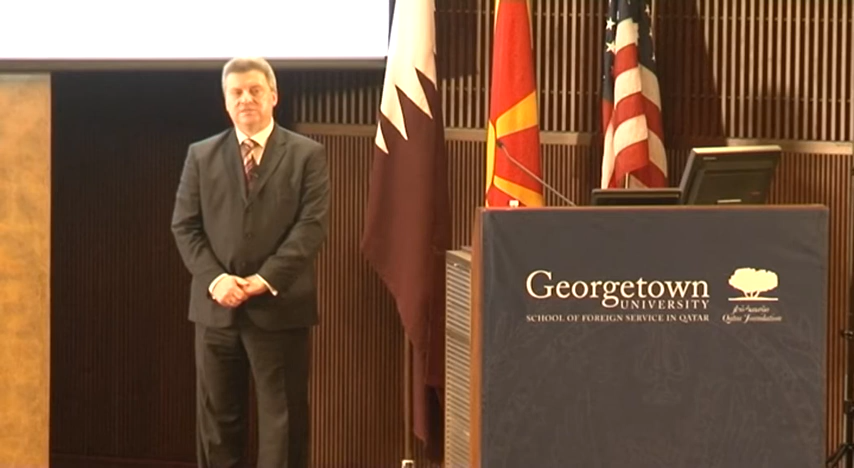 Georgetown
UNIVERSITY
SCHOOL OF FOREIGN SERVICE IN QATAR
Qatar Foundation